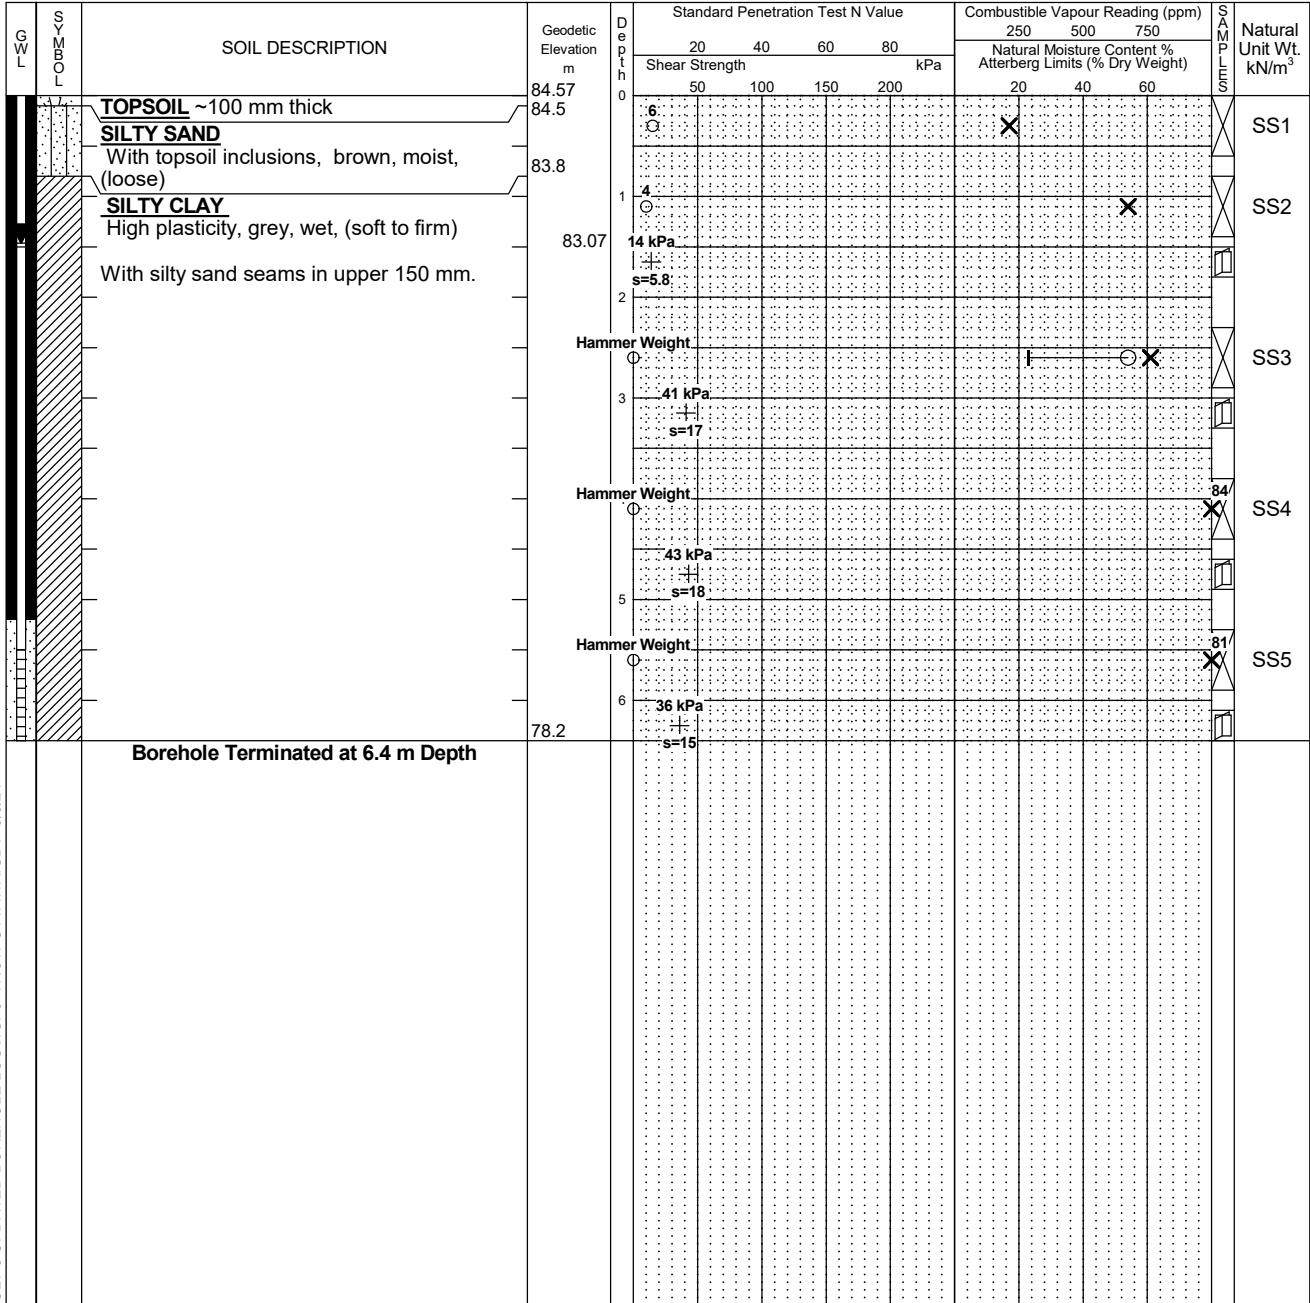 GWL
SYMBOL
SOIL DESCRIPTION
Geodetic
Elevation
m
Depth
Standard Penetration Test N Value
20 40 60 80
Shear Strength kPa
50 100 150 200
Combustible Vapour Reading (ppm)
250 500 750
Natural Moisture Content %
Atterberg Limits (% Dry Weight)
20 40 60
SAMPLES
Natural
Unit Wt.
kN/m³
84.57
0
TOPSOIL ~100 mm thick
84.5
6
SS1
SILTY SAND
With topsoil inclusions, brown, moist,
(loose)
83.8
1
4
SS2
SILTY CLAY
High plasticity, grey, wet, (soft to firm)
83.07
14 kPa
s=5.8
With silty sand seams in upper 150 mm.
2
Hammer Weight
SS3
3
41 kPa
s=17
Hammer Weight
84
SS4
43 kPa
s=18
5
Hammer Weight
81
SS5
6
36 kPa
s=15
78.2
Borehole Terminated at 6.4 m Depth